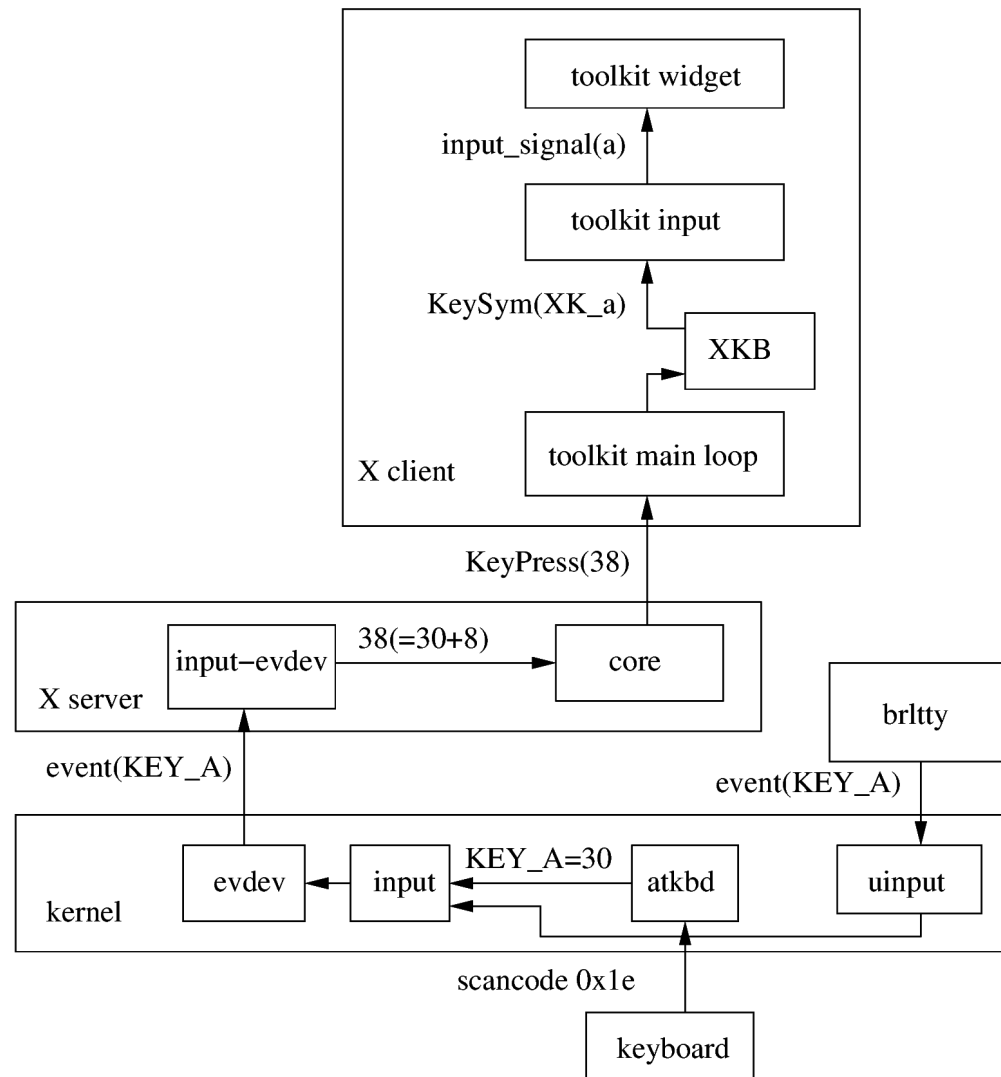 toolkit widget
input_signal(a)
toolkit input
KeySym(XK_a)
XKB
toolkit main loop
X client
KeyPress(38)
input−evdev
38(=30+8)
core
X server
brltty
event(KEY_A)
event(KEY_A)
evdev
input
KEY_A=30
atkbd
uinput
kernel
scancode 0x1e
keyboard